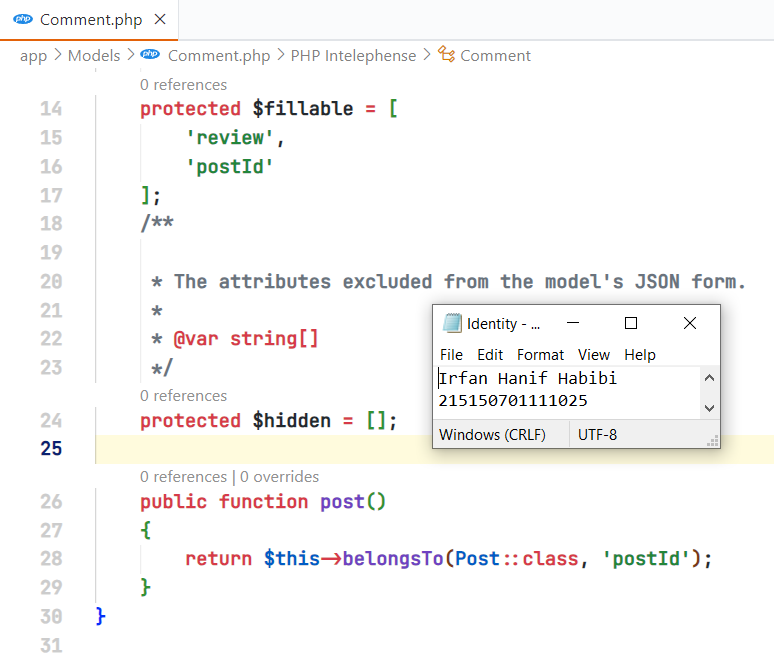 php Comment.php ×
app > Models > php Comment.php > PHP Intelephense > Comment
0 references
14 protected $fillable = [
15 'review',
16 'postId'
17 ];
18 /**
19
20 * The attributes excluded from the model's JSON form.
21 *
22 * @var string[]
23 */
0 references
24 protected $hidden = [];
25
0 references | 0 overrides
26 public function post()
27 {
28 return $this->belongsTo(Post::class, 'postId');
29 }
30 }
31
Identity - ...
File Edit Format View Help
Irfan Hanif Habibi
215150701111025
Windows (CRLF) UTF-8